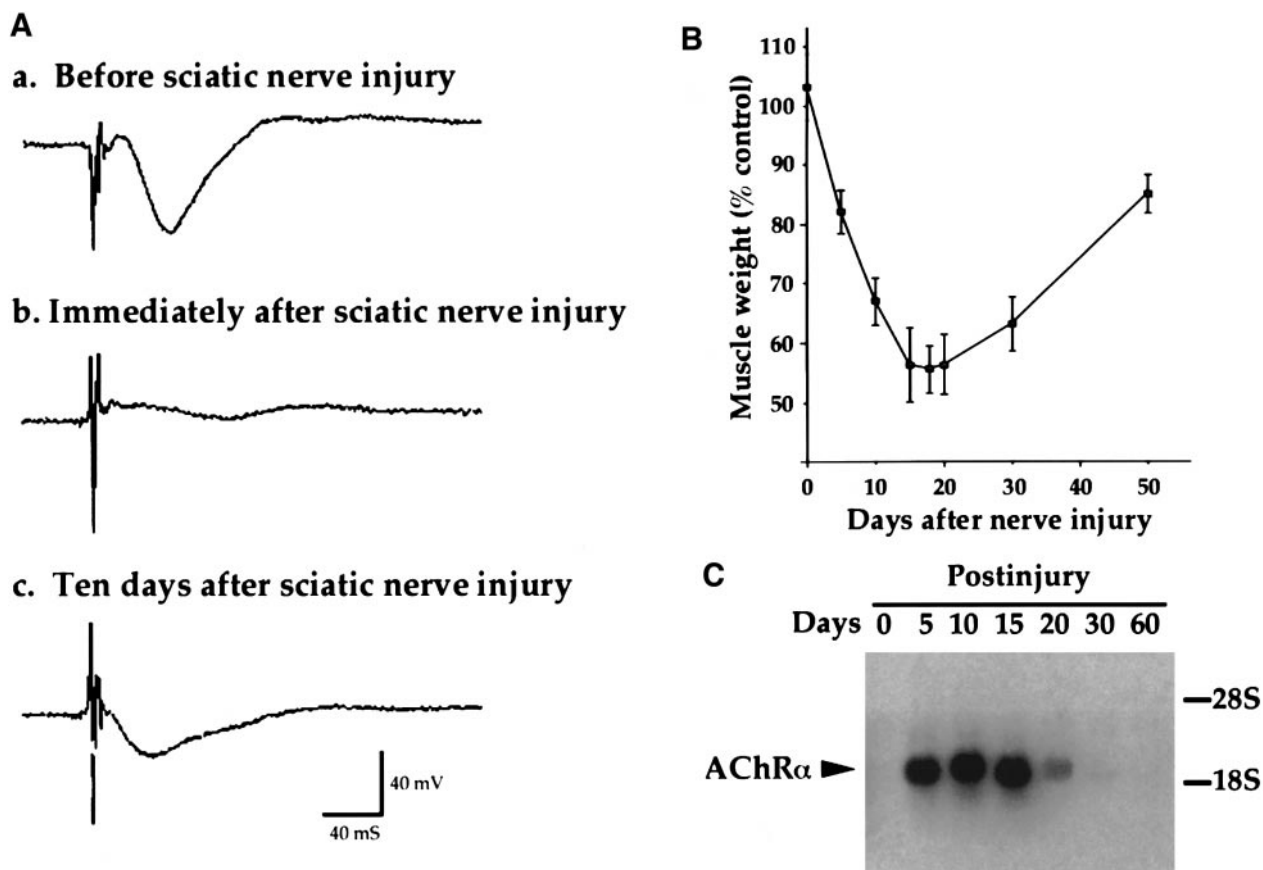 A
a. Before sciatic nerve injury
b. Immediately after sciatic nerve injury
c. Ten days after sciatic nerve injury
40 mV
40 mS
B
Muscle weight (% control)
110
100
90
80
70
60
50
0 10 20 30 40 50
Days after nerve injury
C
Postinjury
Days 0 5 10 15 20 30 60
28S
AChRα
18S